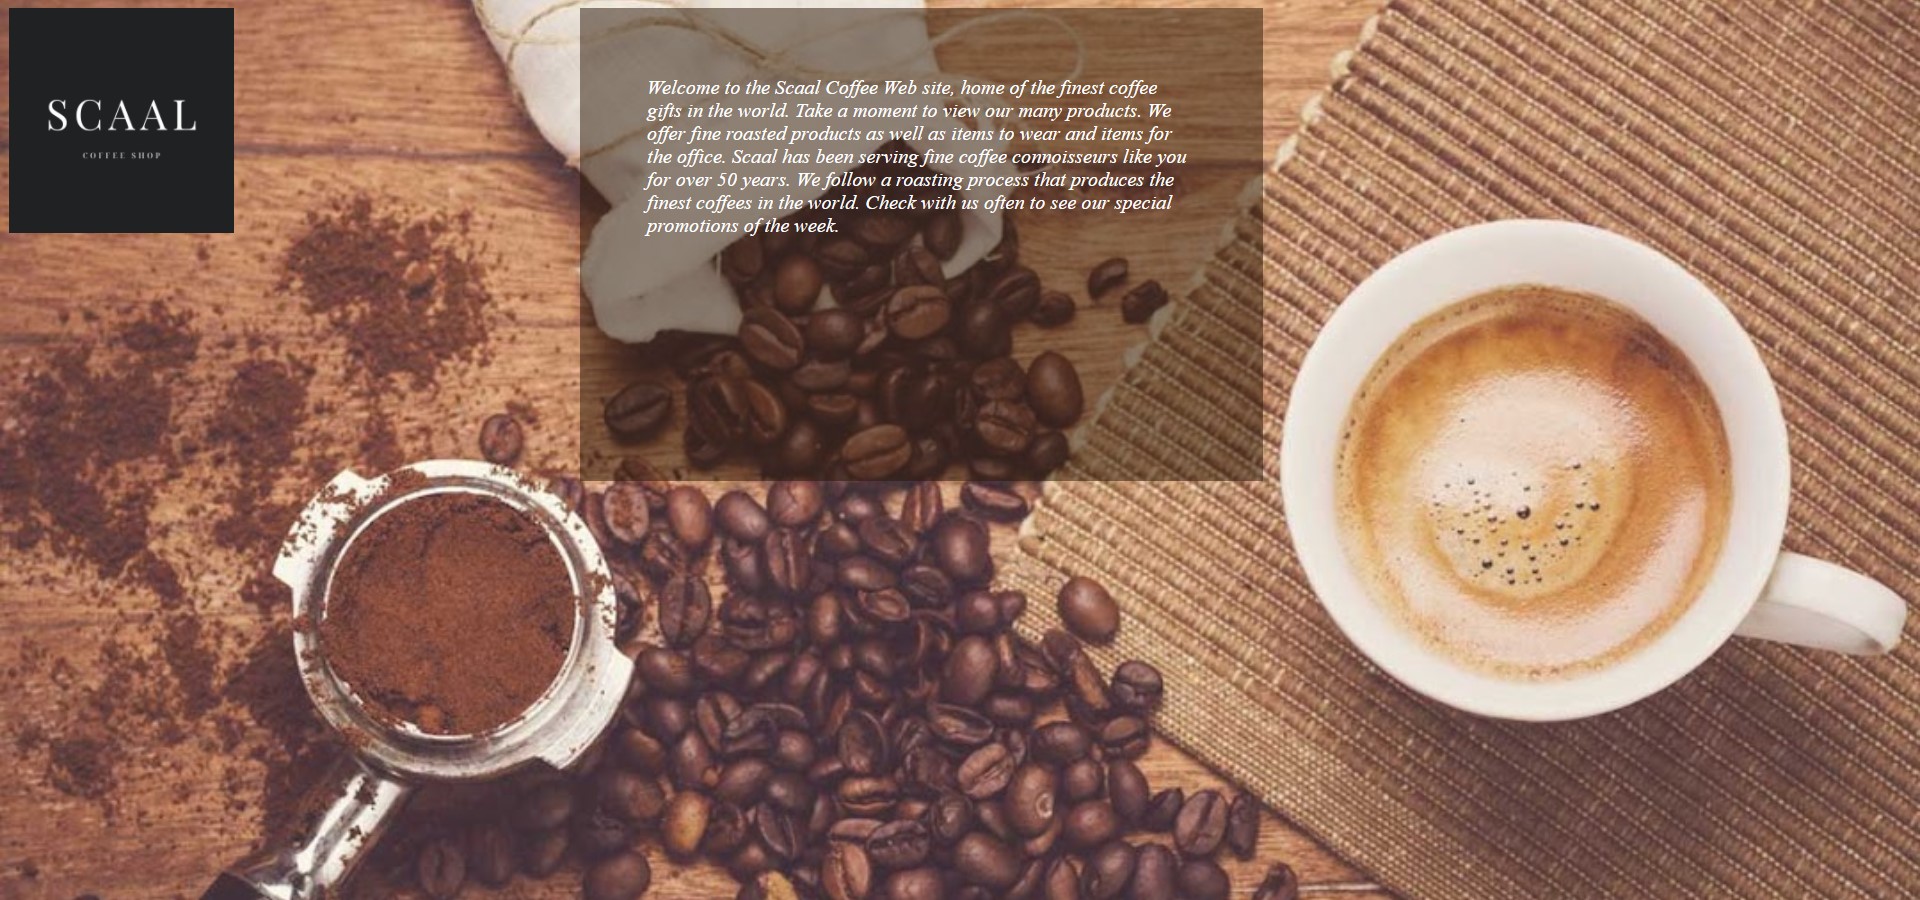 SCAAL
COFFEE SHOP
Welcome to the Scaal Coffee Web site, home of the finest coffee
gifts in the world. Take a moment to view our many products. We
offer fine roasted products as well as items to wear and items for
the office. Scaal has been serving fine coffee connoisseurs like you
for over 50 years. We follow a roasting process that produces the
finest coffees in the world. Check with us often to see our special
promotions of the week.